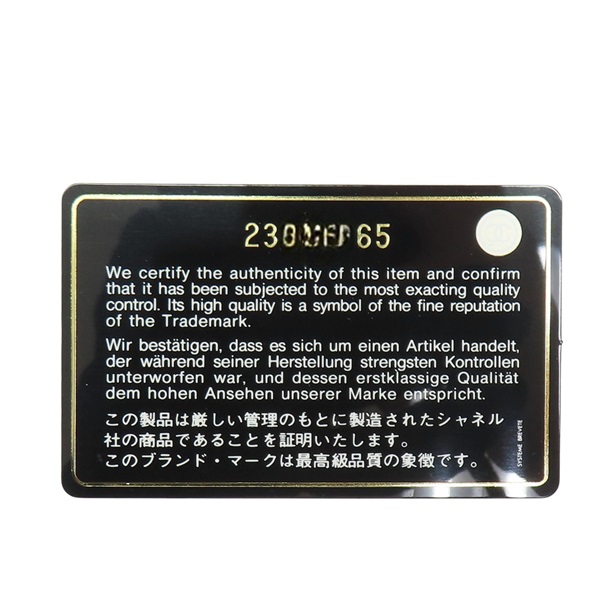 We certify the authenticity of this item and confirm
that it has been subjected to the most exacting quality
control. Its high quality is a symbol of the fine reputation
of the Trademark.
Wir bestätigen, dass es sich um einen Artikel handelt,
der während seiner Herstellung strengsten Kontrollen
unterworfen war, und dessen erstklassige Qualität
dem hohen Ansehen unserer Marke entspricht.
この製品は厳しい管理のもとに製造されたシャネル
社の商品であることを証明いたします。
このブランド・マークは最高級品質の象徴です。
SYSTEME BREVETE